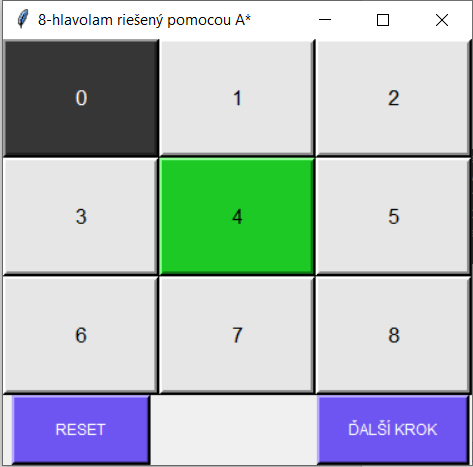 8-hlavolam riešený pomocou A*
0 1 2
3 4 5
6 7 8
RESET ĎALŠÍ KROK